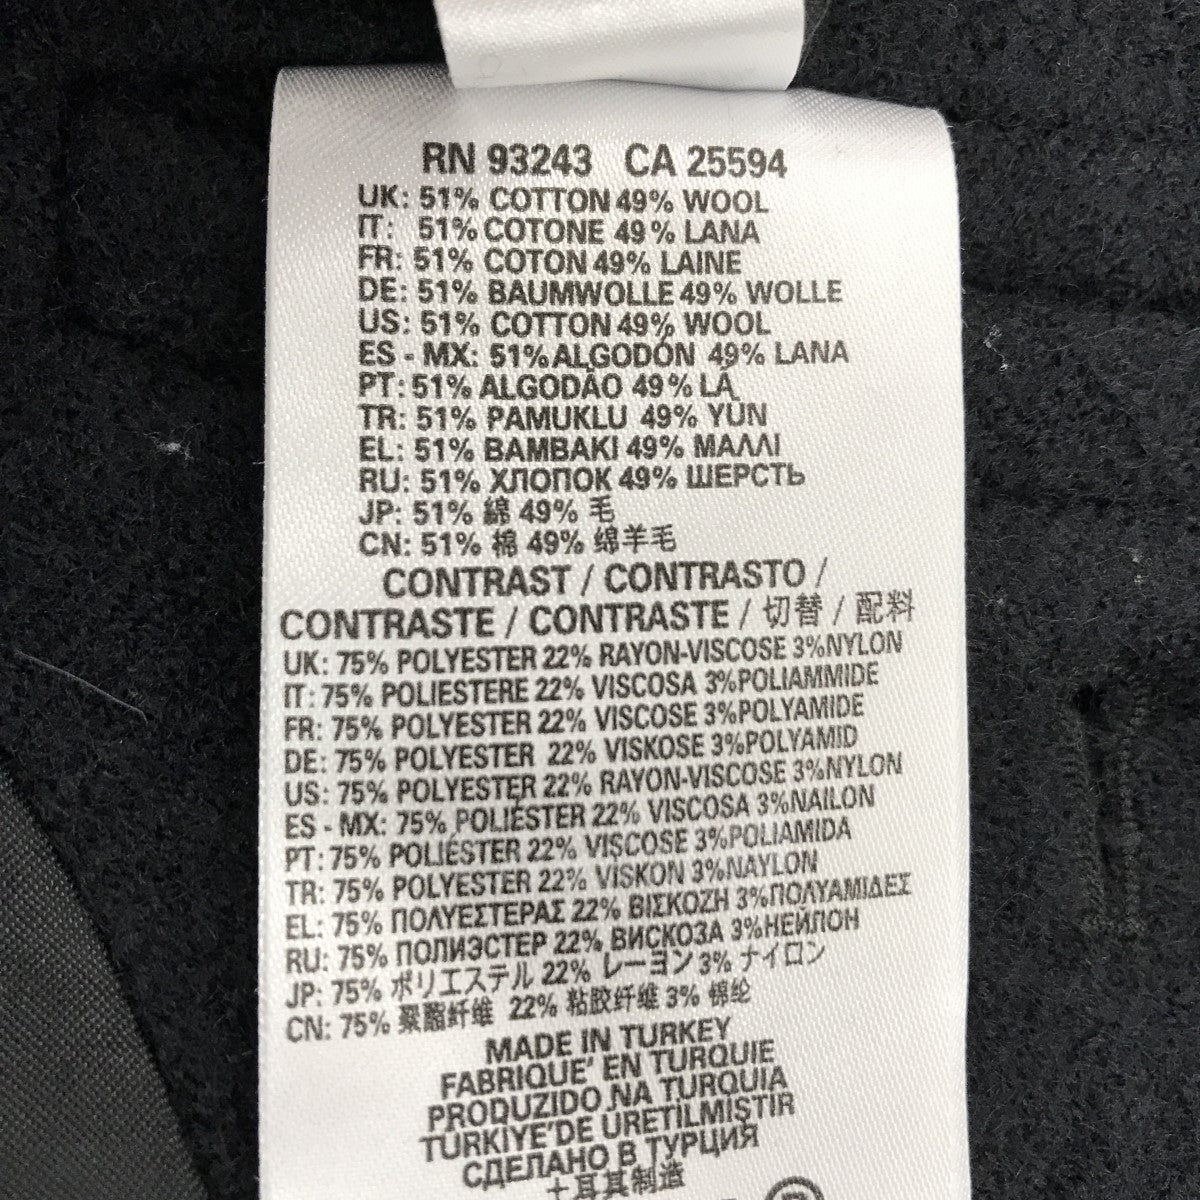 RN 93243 CA 25594
UK: 51% COTTON 49% WOOL
IT: 51% COTONE 49% LANA
FR: 51% COTON 49% LAINE
DE: 51% BAUMWOLLE 49% WOLLE
US: 51% COTTON 49% WOOL
ES - MX: 51% ALGODÓN 49% LANA
PT: 51% ALGODÃO 49% LÁ
TR: 51% PAMUKLU 49% YÜN
EL: 51% BAMBAKI 49% ΜΑΛΛΙ
RU: 51% ХЛОПОК 49% ШЕРСТЬ
JP: 51% 綿 49% 毛
CN: 51% 棉 49% 绵羊毛
CONTRAST / CONTRASTO /
CONTRASTE / CONTRASTE / 切替 / 配料
UK: 75% POLYESTER 22% RAYON-VISCOSE 3%NYLON
IT: 75% POLIESTERE 22% VISCOSA 3%POLIAMMIDE
FR: 75% POLYESTER 22% VISCOSE 3%POLYAMIDE
DE: 75% POLYESTER 22% VISKOSE 3%POLYAMID
US: 75% POLYESTER 22% RAYON-VISCOSE 3%NYLON
ES - MX: 75% POLIÉSTER 22% VISCOSA 3%NAILON
PT: 75% POLIÉSTER 22% VISCOSE 3%POLIAMIDA
TR: 75% POLYESTER 22% VISKON 3%NAYLON
EL: 75% ΠΟΛΥΕΣΤΕΡΑΣ 22% ΒΙΣΚΟΖΗ 3%ΠΟΛΥΑΜΙΔΕΣ
RU: 75% ПОЛИЭСТЕР 22% ВИСКОЗА 3%НЕЙЛОН
JP: 75% ポリエステル 22% レーヨン 3% ナイロン
CN: 75% 聚酯纤维 22% 粘胶纤维 3% 锦纶
MADE IN TURKEY
FABRIQUE' EN TURQUIE
PRODUZIDO NA TURQUIA
TÜRKİYE'DE ÜRETİLMİŞTİR
СДЕЛАНО В ТУРЦИЯ
土耳其制造